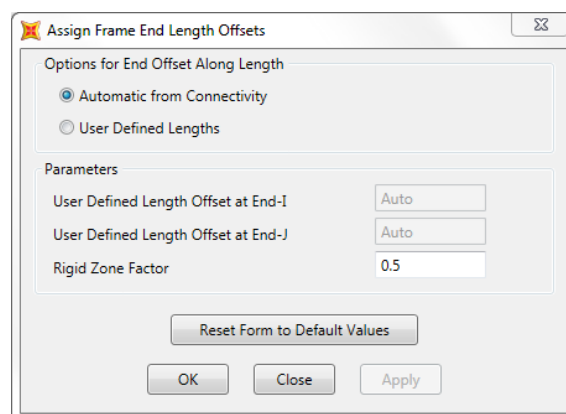 Assign Frame End Length Offsets
Options for End Offset Along Length
Automatic from Connectivity
User Defined Lengths
Parameters
User Defined Length Offset at End-I Auto
User Defined Length Offset at End-J Auto
Rigid Zone Factor 0.5
Reset Form to Default Values
OK Close Apply